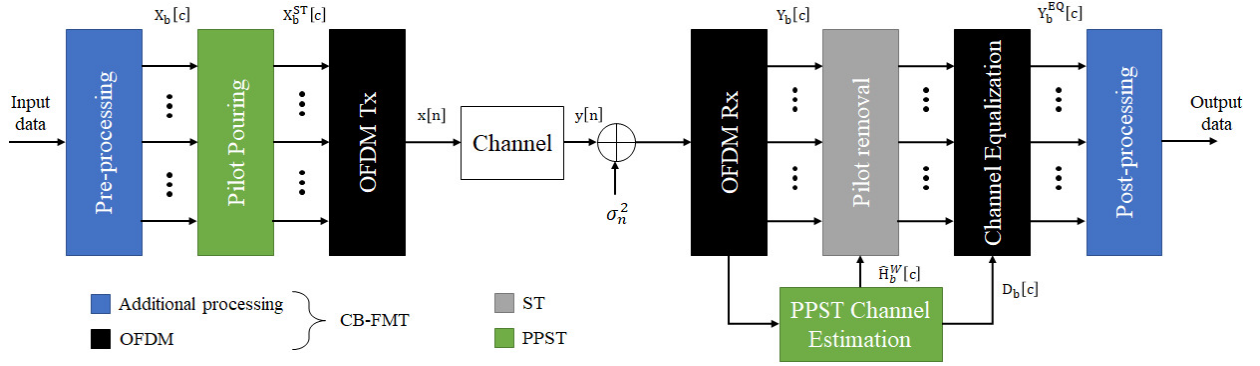 X_b[c]
X_b^ST[c]
Y_b[c]
Y_b^EQ[c]
Input
data
Pre-processing
Pilot Pouring
OFDM Tx
x[n]
Channel
y[n]
σ_n^2
OFDM Rx
Pilot removal
Channel Equalization
Post-processing
Output
data
Ĥ_b^W[c]
D_b[c]
PPST Channel
Estimation
Additional processing
OFDM
CB-FMT
ST
PPST